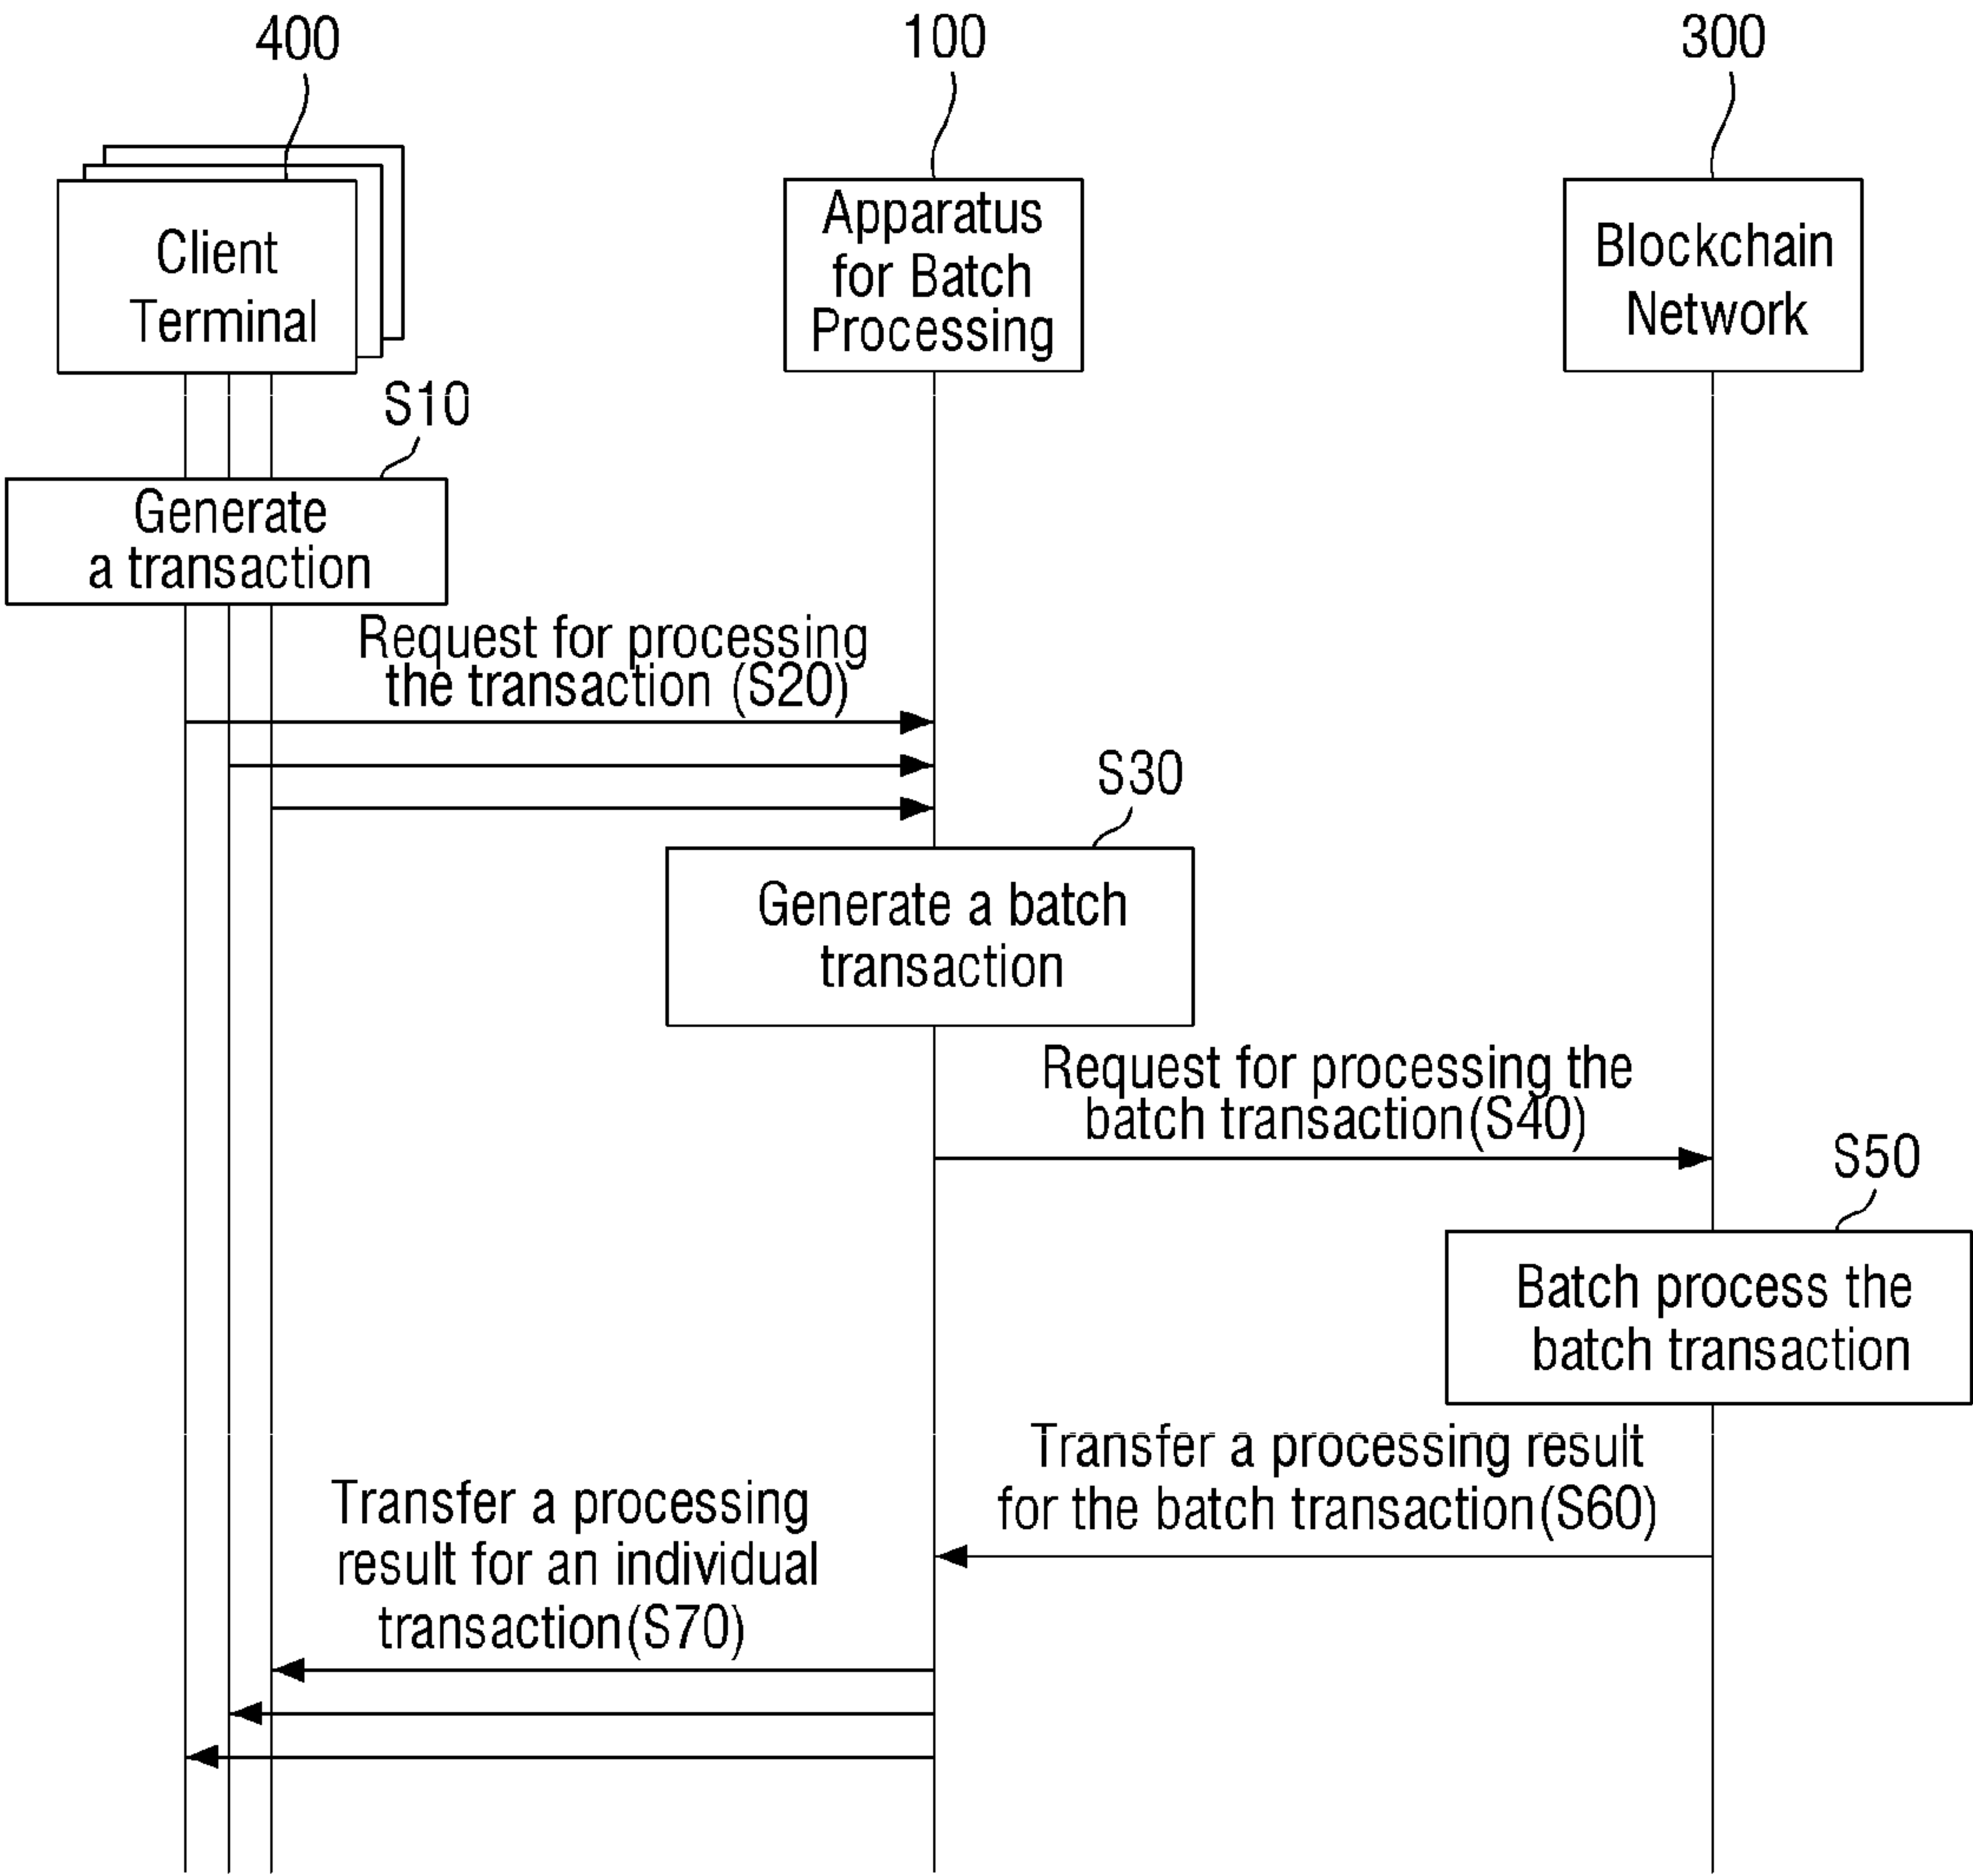 400
100
300
Client
Terminal
Apparatus
for Batch
Processing
Blockchain
Network
S10
Generate
a transaction
Request for processing
the transaction (S20)
S30
Generate a batch
transaction
Request for processing the
batch transaction(S40)
S50
Batch process the
batch transaction
Transfer a processing result
for the batch transaction(S60)
Transfer a processing
result for an individual
transaction(S70)